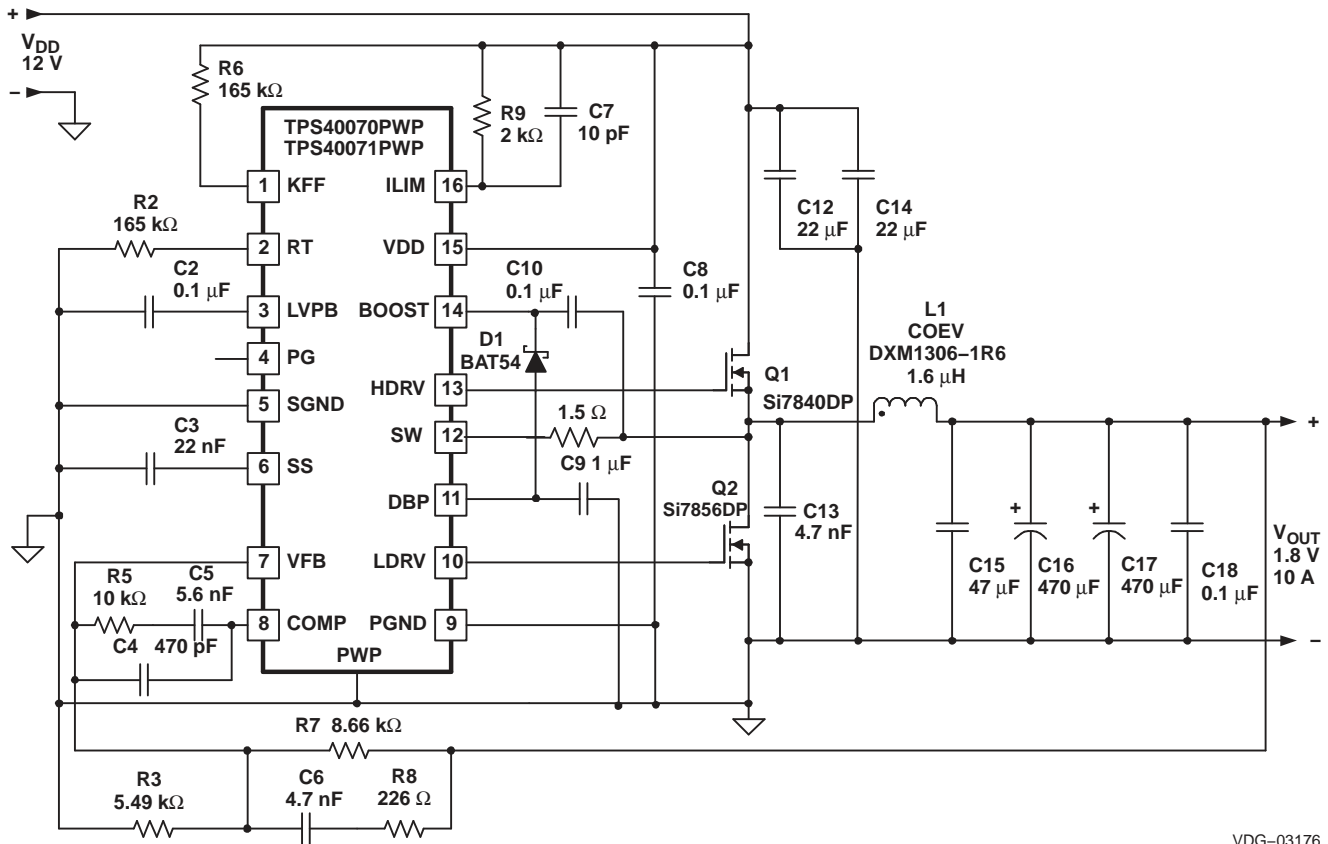 +
V_DD
12 V
−
R6
165 kΩ
TPS40070PWP
TPS40071PWP
R9
2 kΩ
C7
10 pF
1 KFF
ILIM 16
R2
165 kΩ
2 RT
VDD 15
C12
22 μF
C14
22 μF
C2
0.1 μF
C10
0.1 μF
C8
0.1 μF
3 LVPB
BOOST 14
L1
COEV
DXM1306−1R6
1.6 μH
4 PG
D1
BAT54
HDRV 13
Q1
Si7840DP
5 SGND
1.5 Ω
SW 12
+
C3
22 nF
C9 1 μF
6 SS
DBP 11
Q2
Si7856DP
C13
4.7 nF
+
+
V_OUT
1.8 V
10 A
7 VFB
LDRV 10
C15
47 μF
C16
470 μF
C17
470 μF
C18
0.1 μF
R5
10 kΩ
C5
5.6 nF
8 COMP
PGND 9
C4
470 pF
−
PWP
R7 8.66 kΩ
R3
5.49 kΩ
C6
4.7 nF
R8
226 Ω
VDG−03176